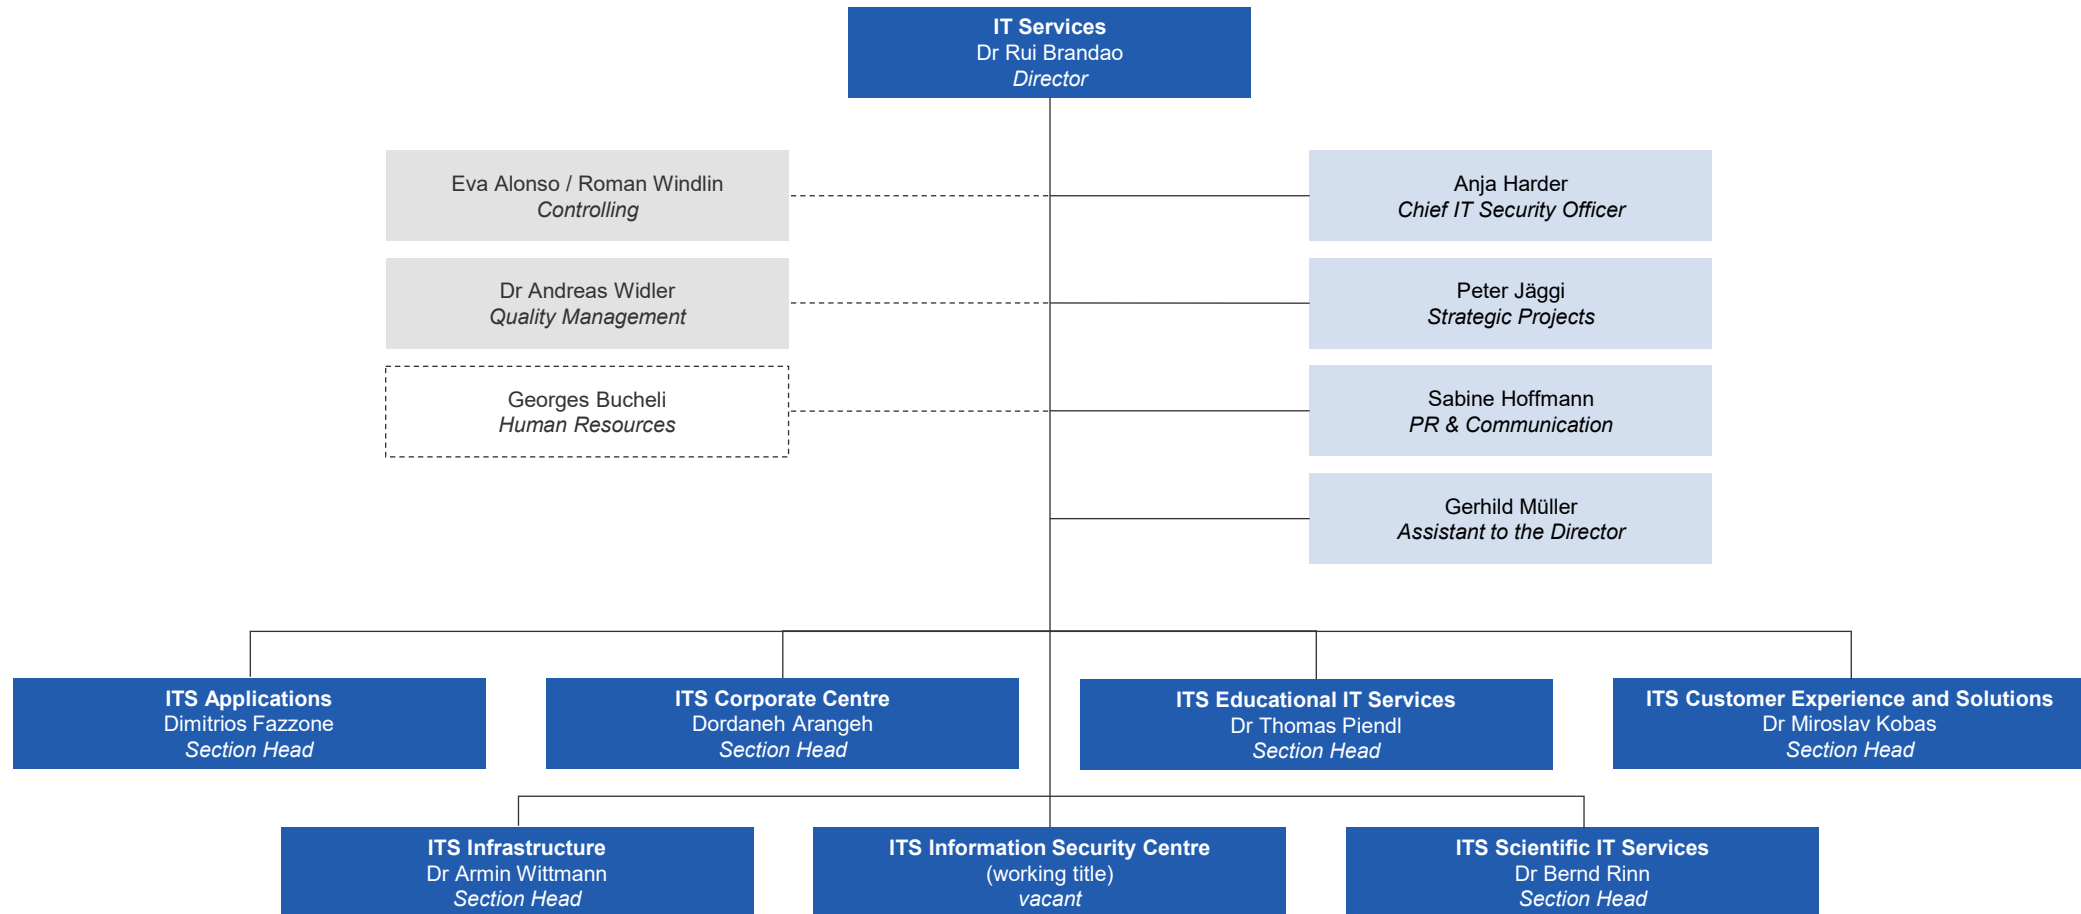 IT Services
Dr Rui Brandao
Director
Eva Alonso / Roman Windlin
Controlling
Anja Harder
Chief IT Security Officer
Dr Andreas Widler
Quality Management
Peter Jäggi
Strategic Projects
Georges Bucheli
Human Resources
Sabine Hoffmann
PR & Communication
Gerhild Müller
Assistant to the Director
ITS Applications
Dimitrios Fazzone
Section Head
ITS Corporate Centre
Dordaneh Arangeh
Section Head
ITS Educational IT Services
Dr Thomas Piendl
Section Head
ITS Customer Experience and Solutions
Dr Miroslav Kobas
Section Head
ITS Infrastructure
Dr Armin Wittmann
Section Head
ITS Information Security Centre
(working title)
vacant
ITS Scientific IT Services
Dr Bernd Rinn
Section Head